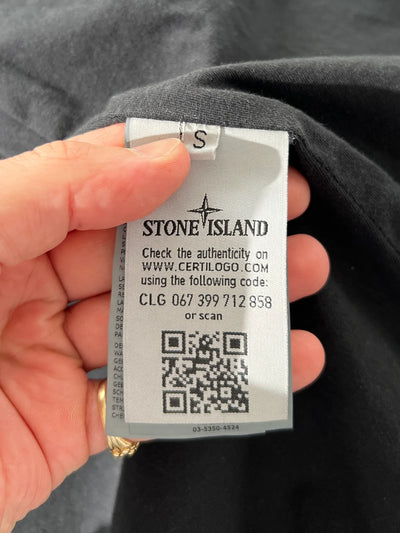 S
STONE ISLAND
Check the authenticity on
WWW.CERTILOGO.COM
using the following code:
CLG 067 399 712 858
or scan
03-5350-4524